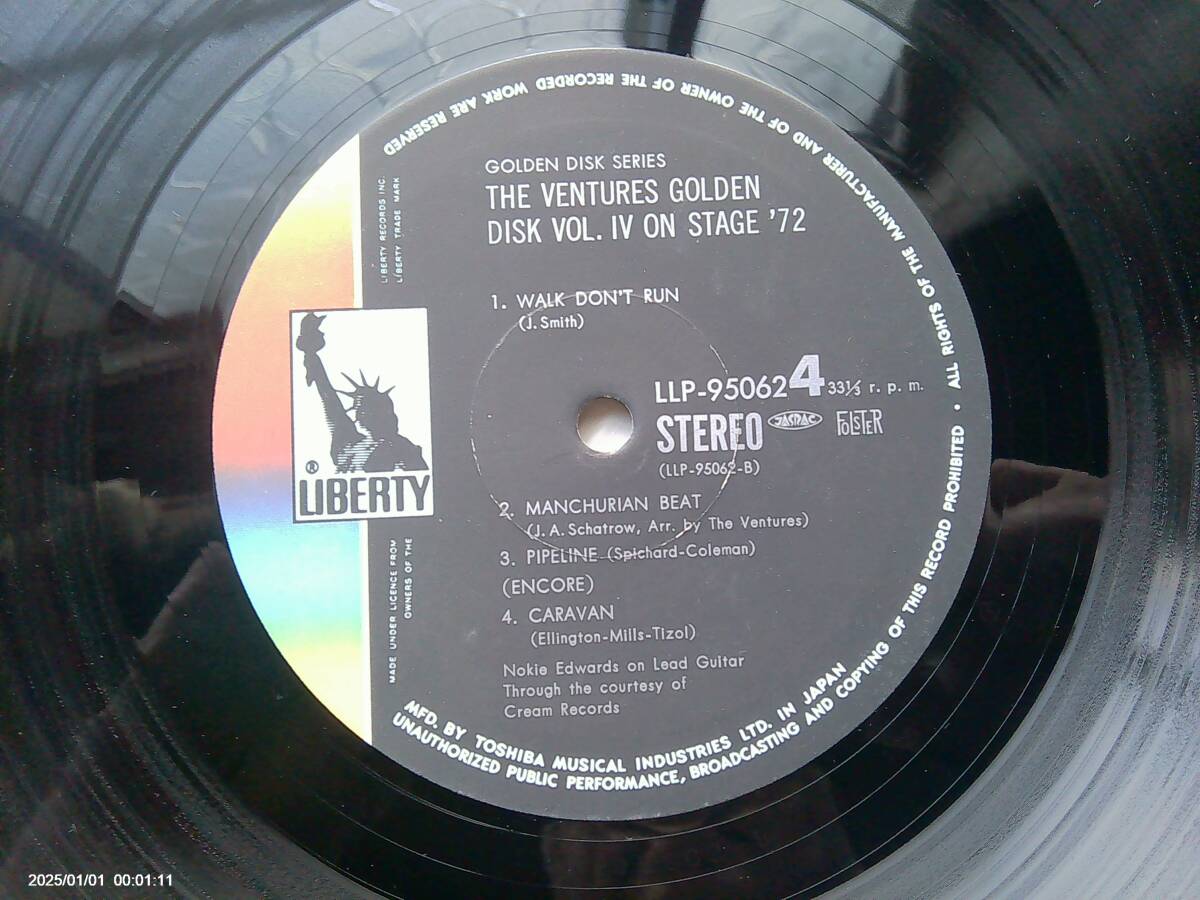 GOLDEN DISK SERIES
THE VENTURES GOLDEN
DISK VOL. IV ON STAGE '72
1. WALK DON'T RUN
(J. Smith)
LLP-95062 4 33⅓ r. p. m.
STEREO JASRAC FOLSTER
(LLP-95062-B)
2. MANCHURIAN BEAT
(J. A. Schatrow, Arr. by The Ventures)
3. PIPELINE (Spichard-Coleman)
(ENCORE)
4. CARAVAN
(Ellington-Mills-Tizol)
Nokie Edwards on Lead Guitar
Through the courtesy of
Cream Records
LIBERTY RECORDS INC.
LIBERTY TRADE MARK
® LIBERTY
MADE UNDER LICENCE FROM
OWNERS OF THE
MFD. BY TOSHIBA MUSICAL INDUSTRIES LTD. IN JAPAN
UNAUTHORIZED PUBLIC PERFORMANCE, BROADCASTING AND COPYING OF THIS RECORD PROHIBITED • ALL RIGHTS OF THE MANUFACTURER AND OF THE OWNER OF THE RECORDED WORK ARE RESERVED
2025/01/01 00:01:11